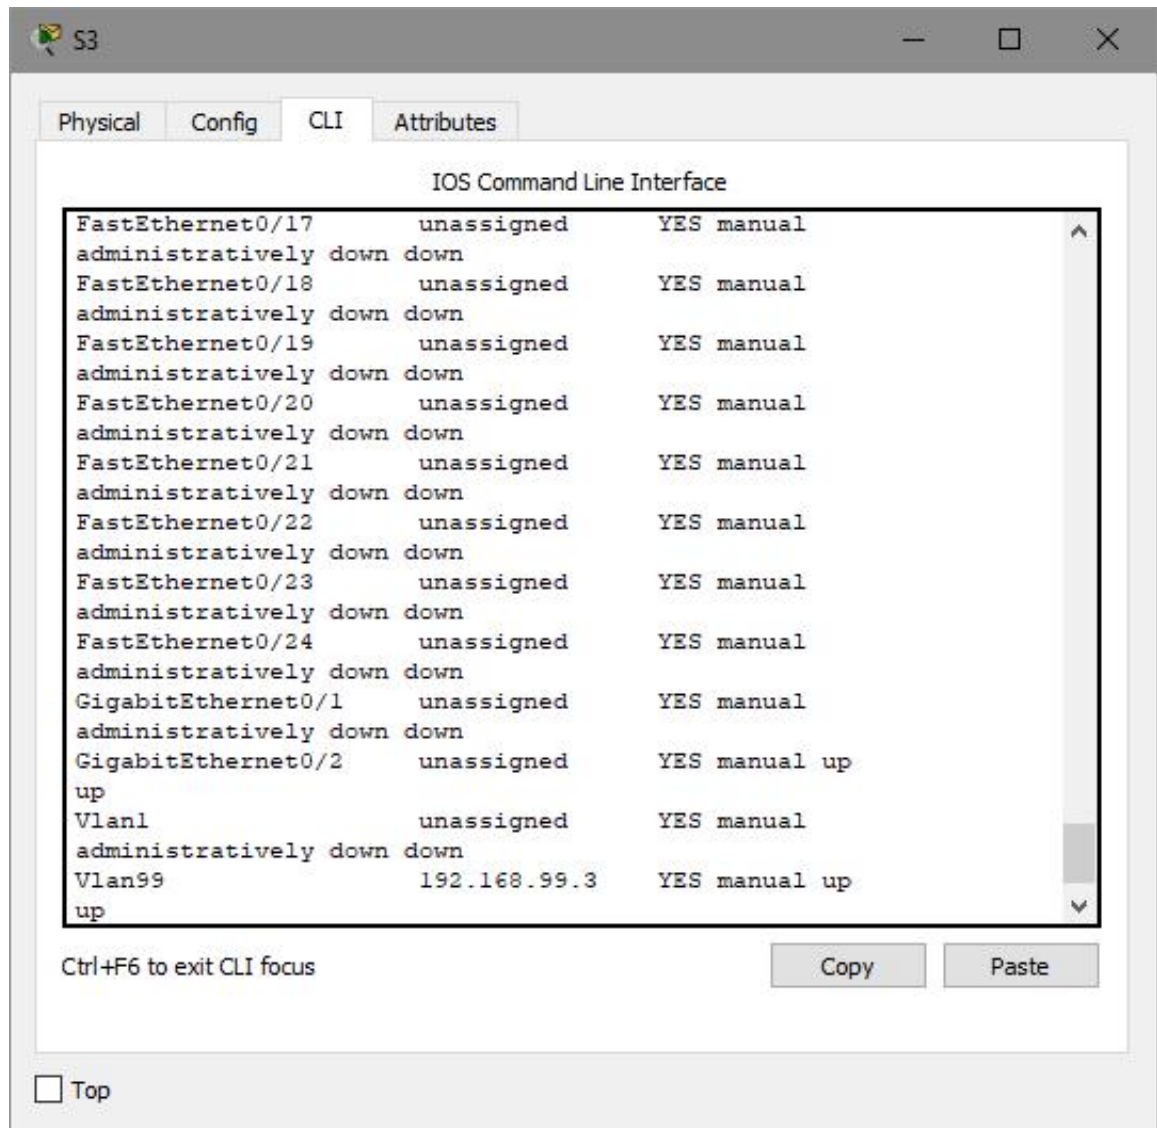 S3
Physical Config CLI Attributes
IOS Command Line Interface
FastEthernet0/17 unassigned YES manual
administratively down down
FastEthernet0/18 unassigned YES manual
administratively down down
FastEthernet0/19 unassigned YES manual
administratively down down
FastEthernet0/20 unassigned YES manual
administratively down down
FastEthernet0/21 unassigned YES manual
administratively down down
FastEthernet0/22 unassigned YES manual
administratively down down
FastEthernet0/23 unassigned YES manual
administratively down down
FastEthernet0/24 unassigned YES manual
administratively down down
GigabitEthernet0/1 unassigned YES manual
administratively down down
GigabitEthernet0/2 unassigned YES manual up
up
Vlan1 unassigned YES manual
administratively down down
Vlan99 192.168.99.3 YES manual up
up
Ctrl+F6 to exit CLI focus Copy Paste
Top